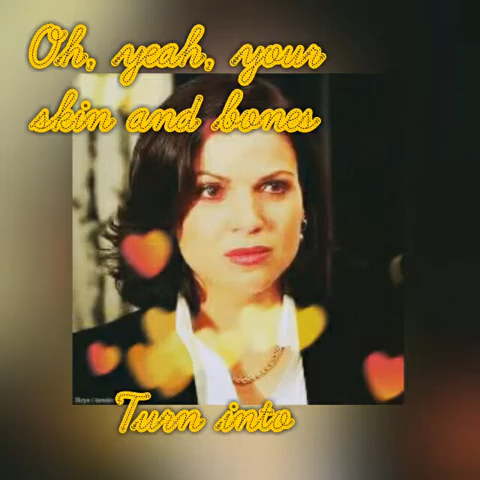 Oh, yeah, your
skin and bones
Turn into